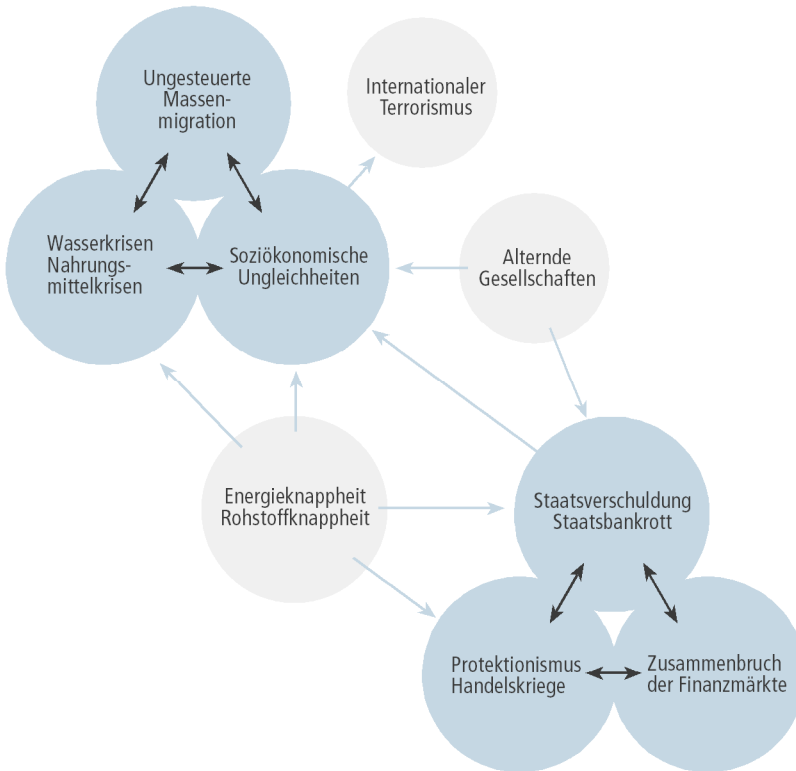 Ungesteuerte
Massen-
migration
Internationaler
Terrorismus
Wasserkrisen
Nahrungs-
mittelkrisen
Soziökonomische
Ungleichheiten
Alternde
Gesellschaften
Energieknappheit
Rohstoffknappheit
Staatsverschuldung
Staatsbankrott
Protektionismus
Handelskriege
Zusammenbruch
der Finanzmärkte